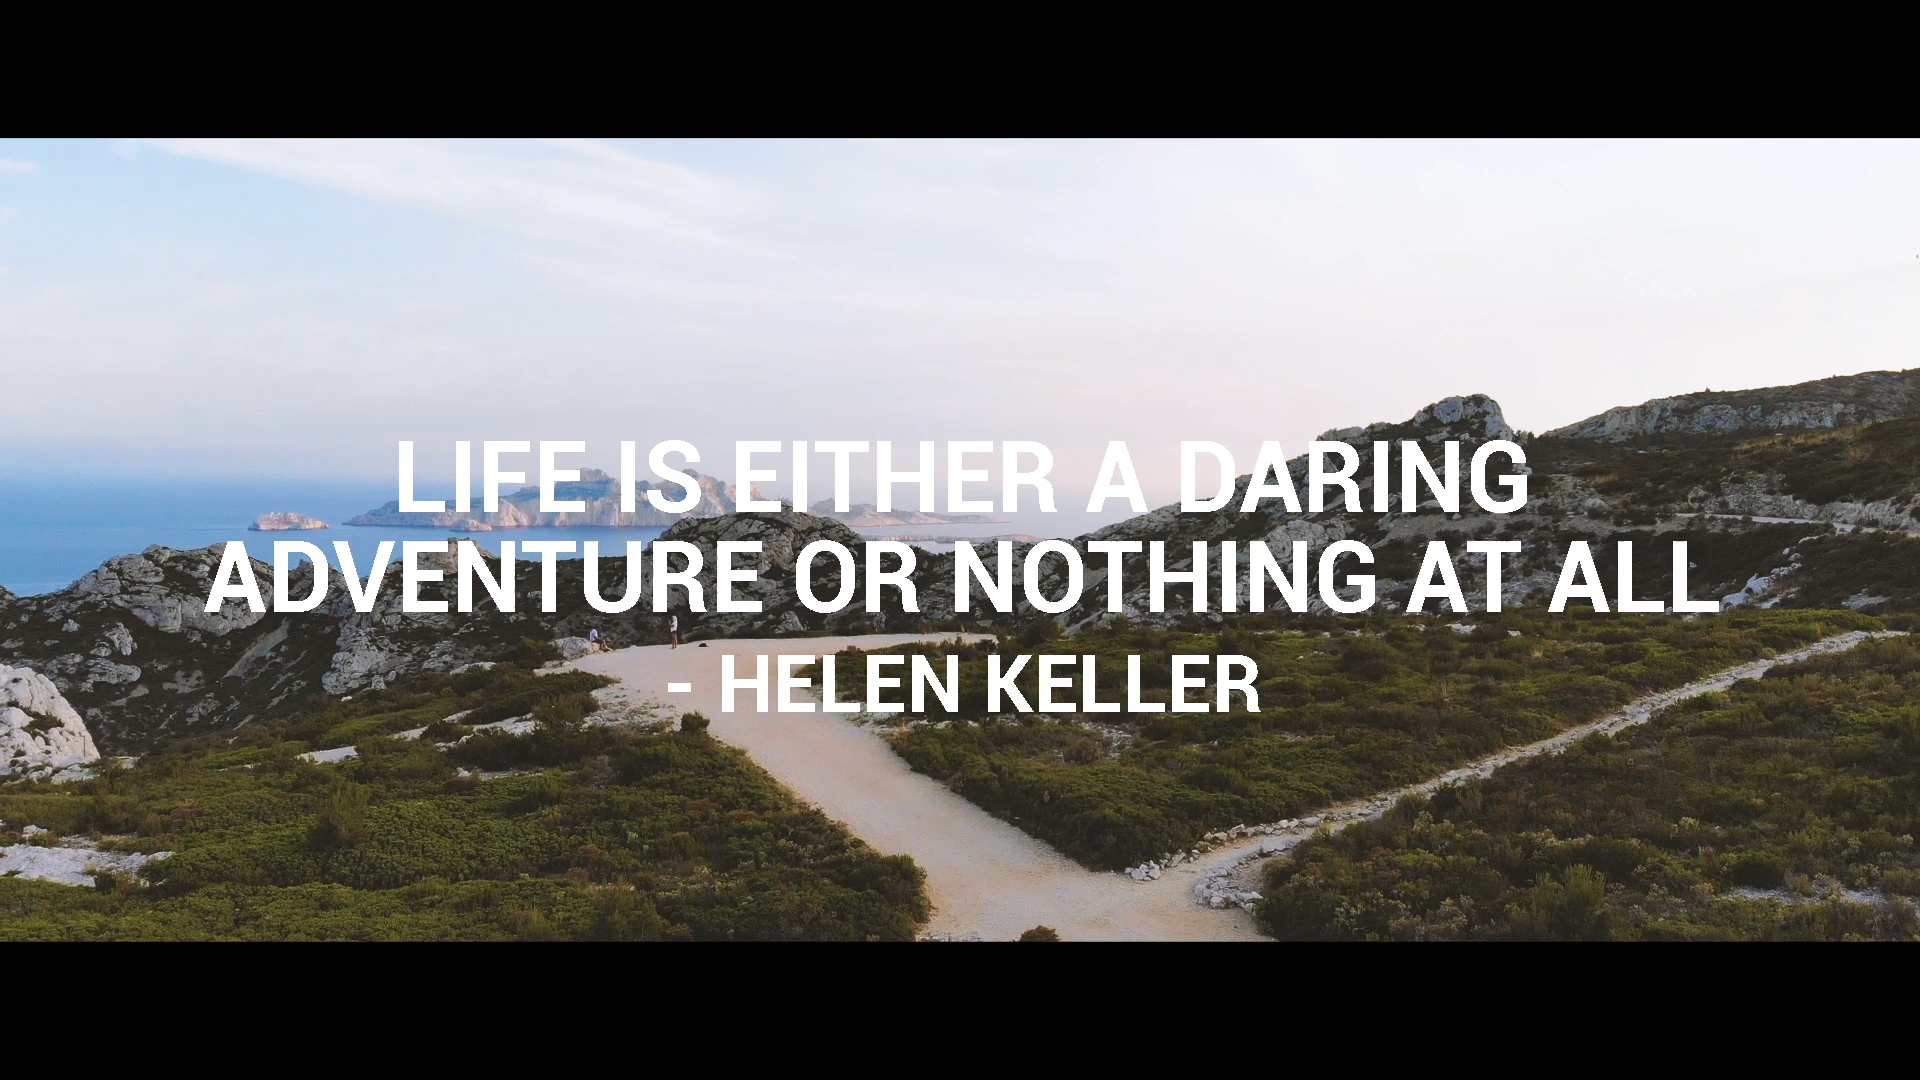 LIFE IS EITHER A DARING
ADVENTURE OR NOTHING AT ALL
- HELEN KELLER